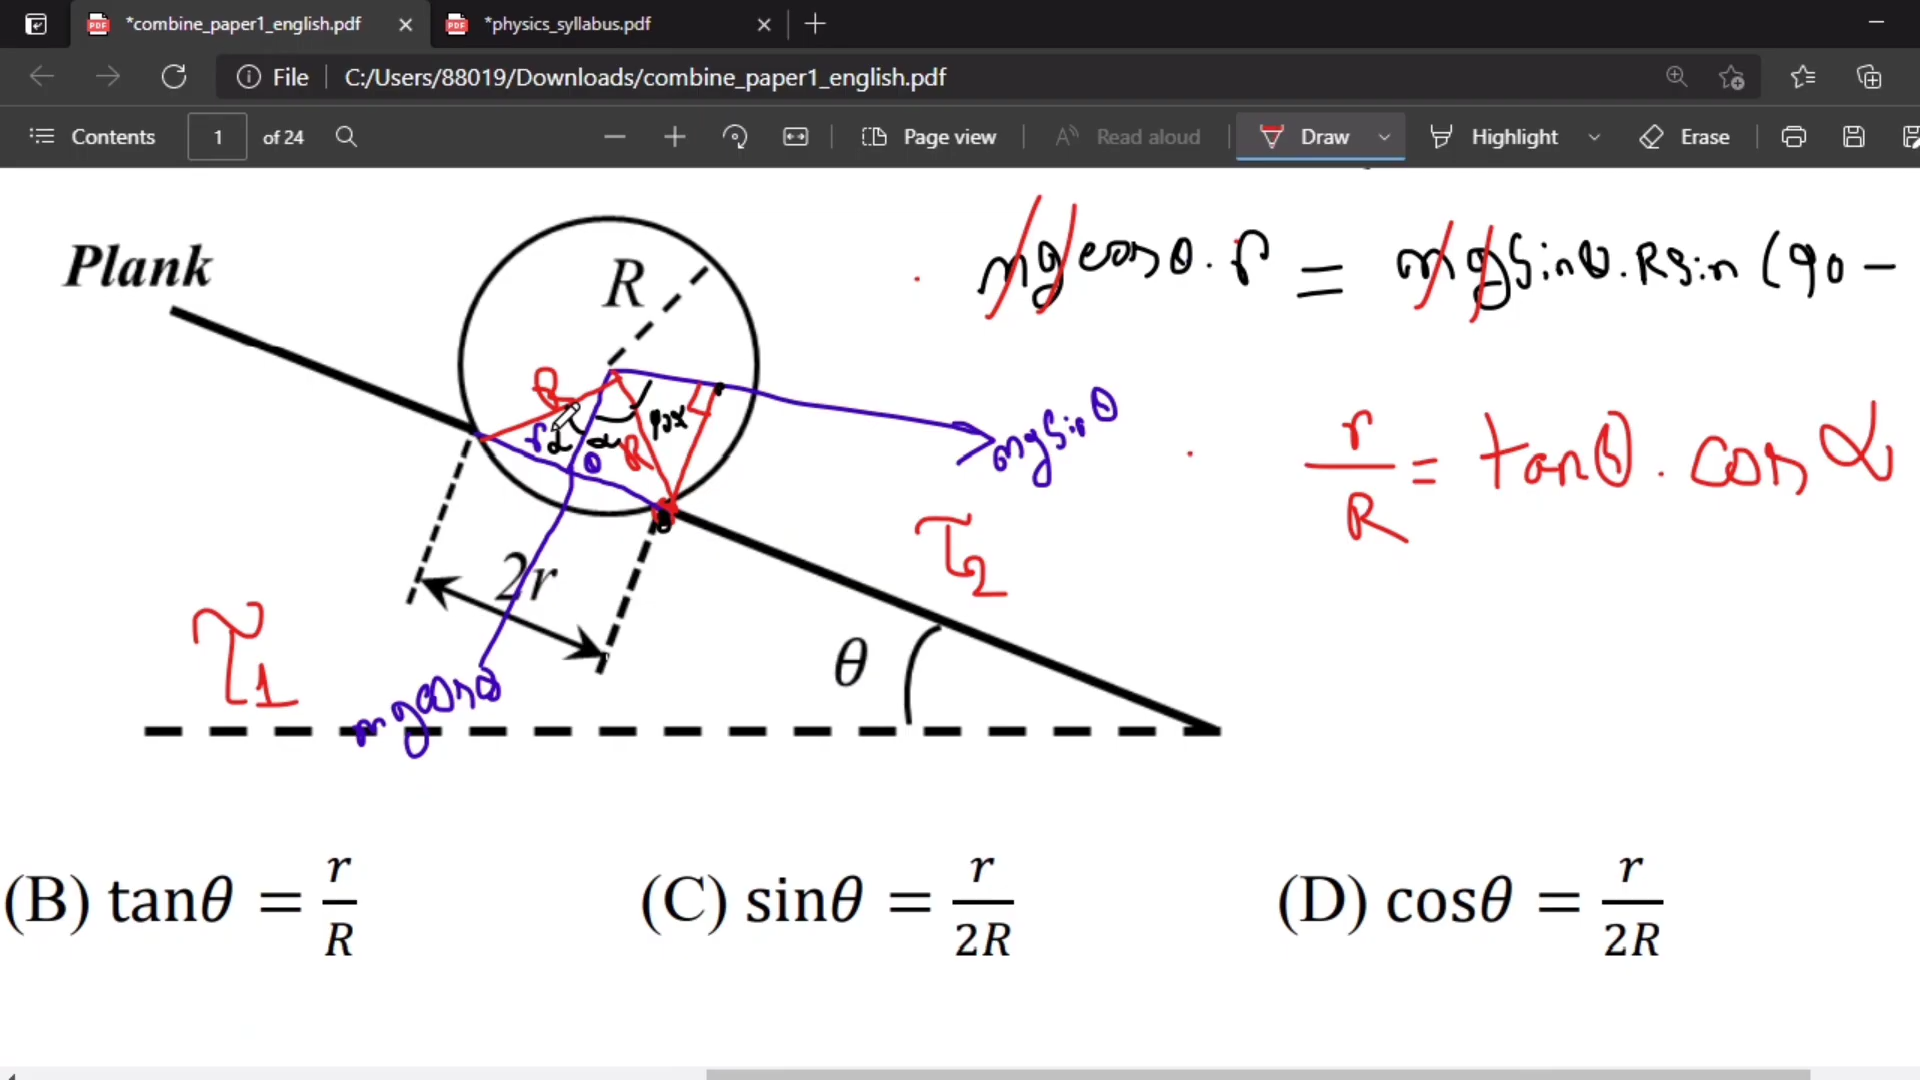 *combine_paper1_english.pdf
*physics_syllabus.pdf
File C:/Users/88019/Downloads/combine_paper1_english.pdf
Contents 1 of 24 Page view Read aloud Draw Highlight Erase
Plank
R
mg cosθ . r = mg Sinθ . R Sin (90 -
R
r α α 90-α
θ R
mg Sinθ
r/R = tanθ . cos α
τ2
2r
τ1
θ
mg cosθ
(B) tanθ = r/R (C) sinθ = r/2R (D) cosθ = r/2R